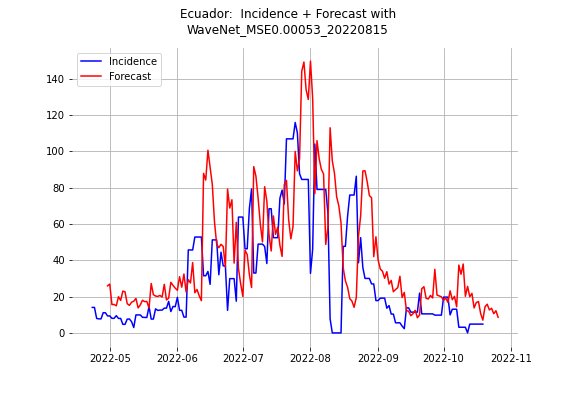 Ecuador:  Incidence + Forecast with
WaveNet_MSE0.00053_20220815
Incidence
Forecast
140
120
100
80
60
40
20
0
2022-05 2022-06 2022-07 2022-08 2022-09 2022-10 2022-11